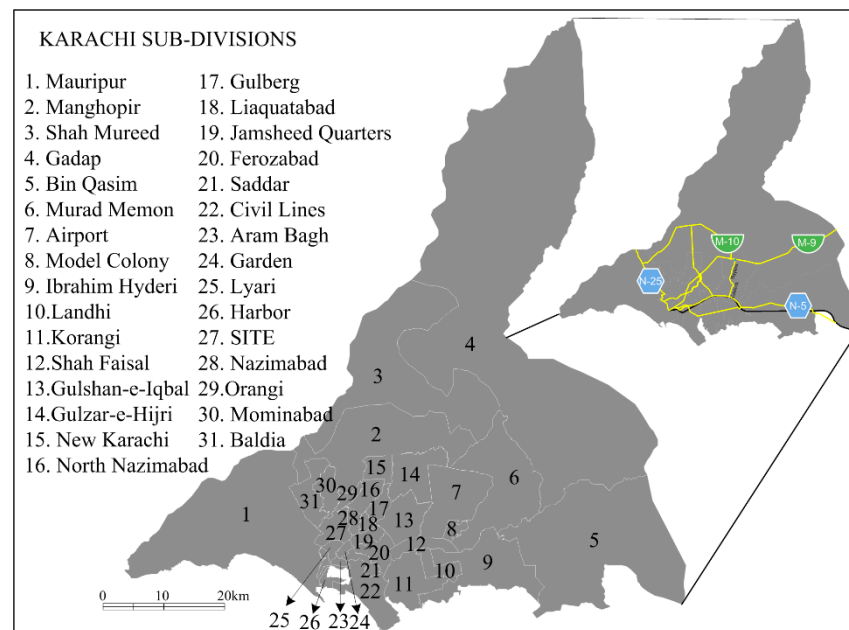 KARACHI SUB-DIVISIONS
1. Mauripur
2. Manghopir
3. Shah Mureed
4. Gadap
5. Bin Qasim
6. Murad Memon
7. Airport
8. Model Colony
9. Ibrahim Hyderi
10. Landhi
11. Korangi
12. Shah Faisal
13.Gulshan-e-Iqbal
14. Gulzar-e-Hijri
15. New Karachi
16. North Nazimabad
17. Gulberg
18. Liaquatabad
19. Jamsheed Quarters
20. Ferozabad
21. Saddar
22. Civil Lines
23. Aram Bagh
24. Garden
25. Lyari
26. Harbor
27. SITE
28. Nazimabad
29.Orangi
30. Mominabad
31. Baldia
M-10
M-9
N-25
N-5
4
3
2
15
14
6
30
16
7
29
31
17
1
28
13
18
27
8
19
12
20
5
9
21
10
11
22
0 10 20km
25
26
23
24